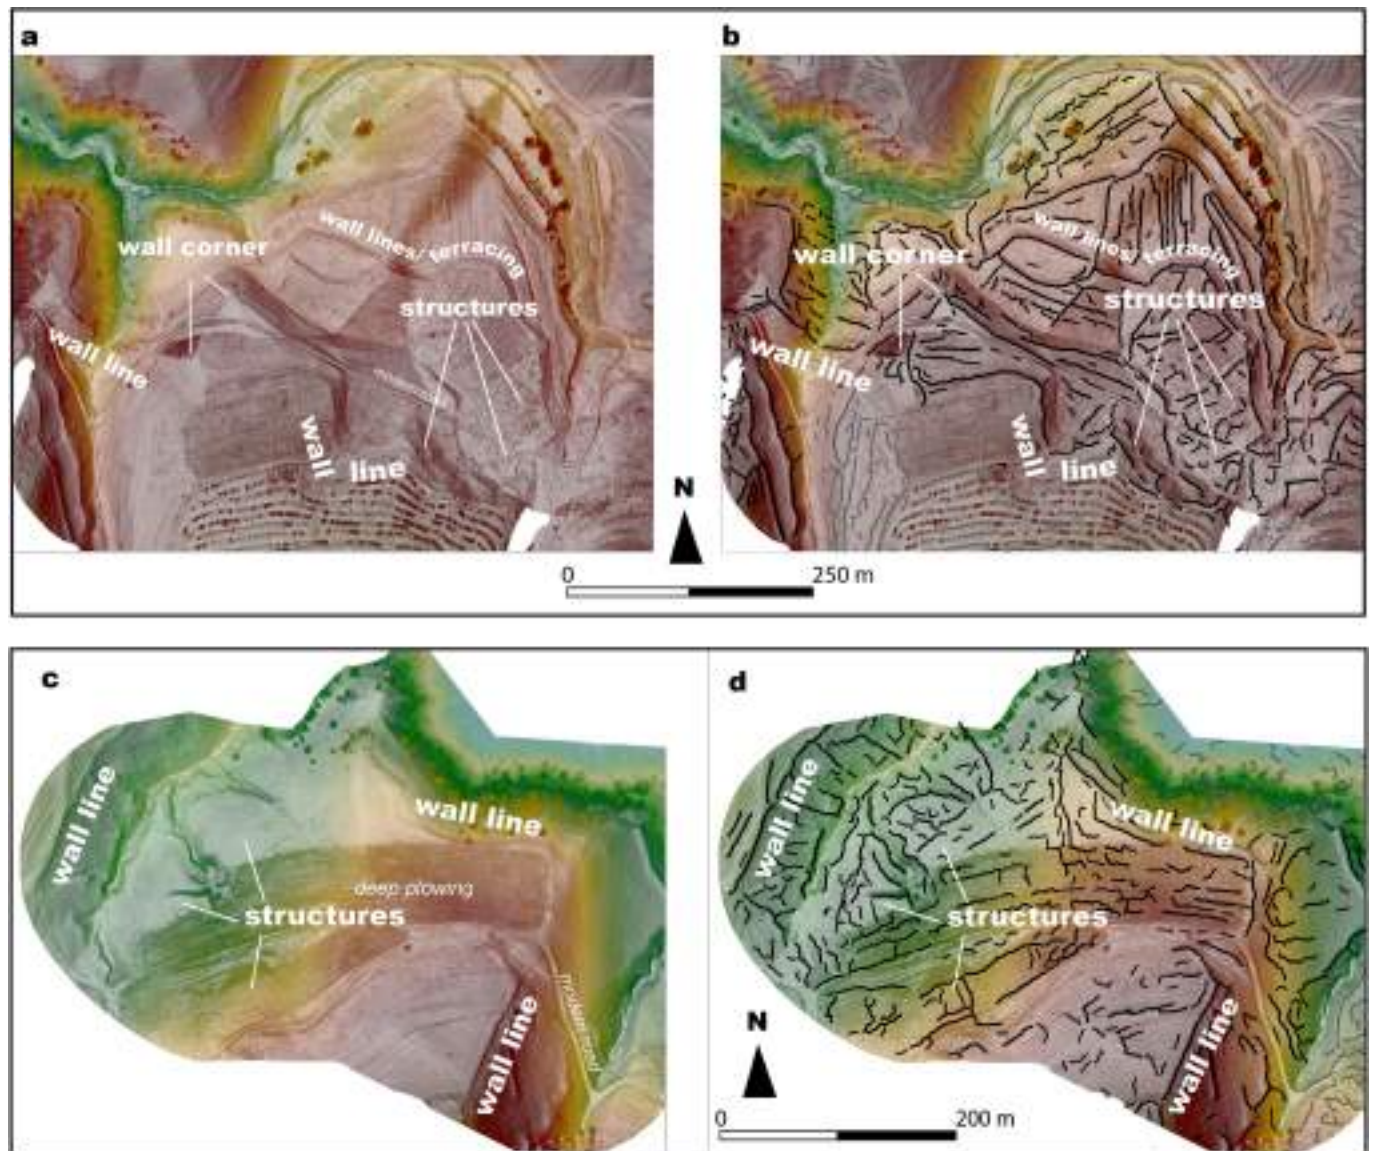 a
wall corner
wall lines/ terracing
structures
wall line
wall line
b
wall corner
wall lines/ terracing
structures
wall line
wall line
N
0 250 m
c
wall line
wall line
deep plowing
structures
wall line
modern road
d
wall line
wall line
structures
wall line
N
0 200 m